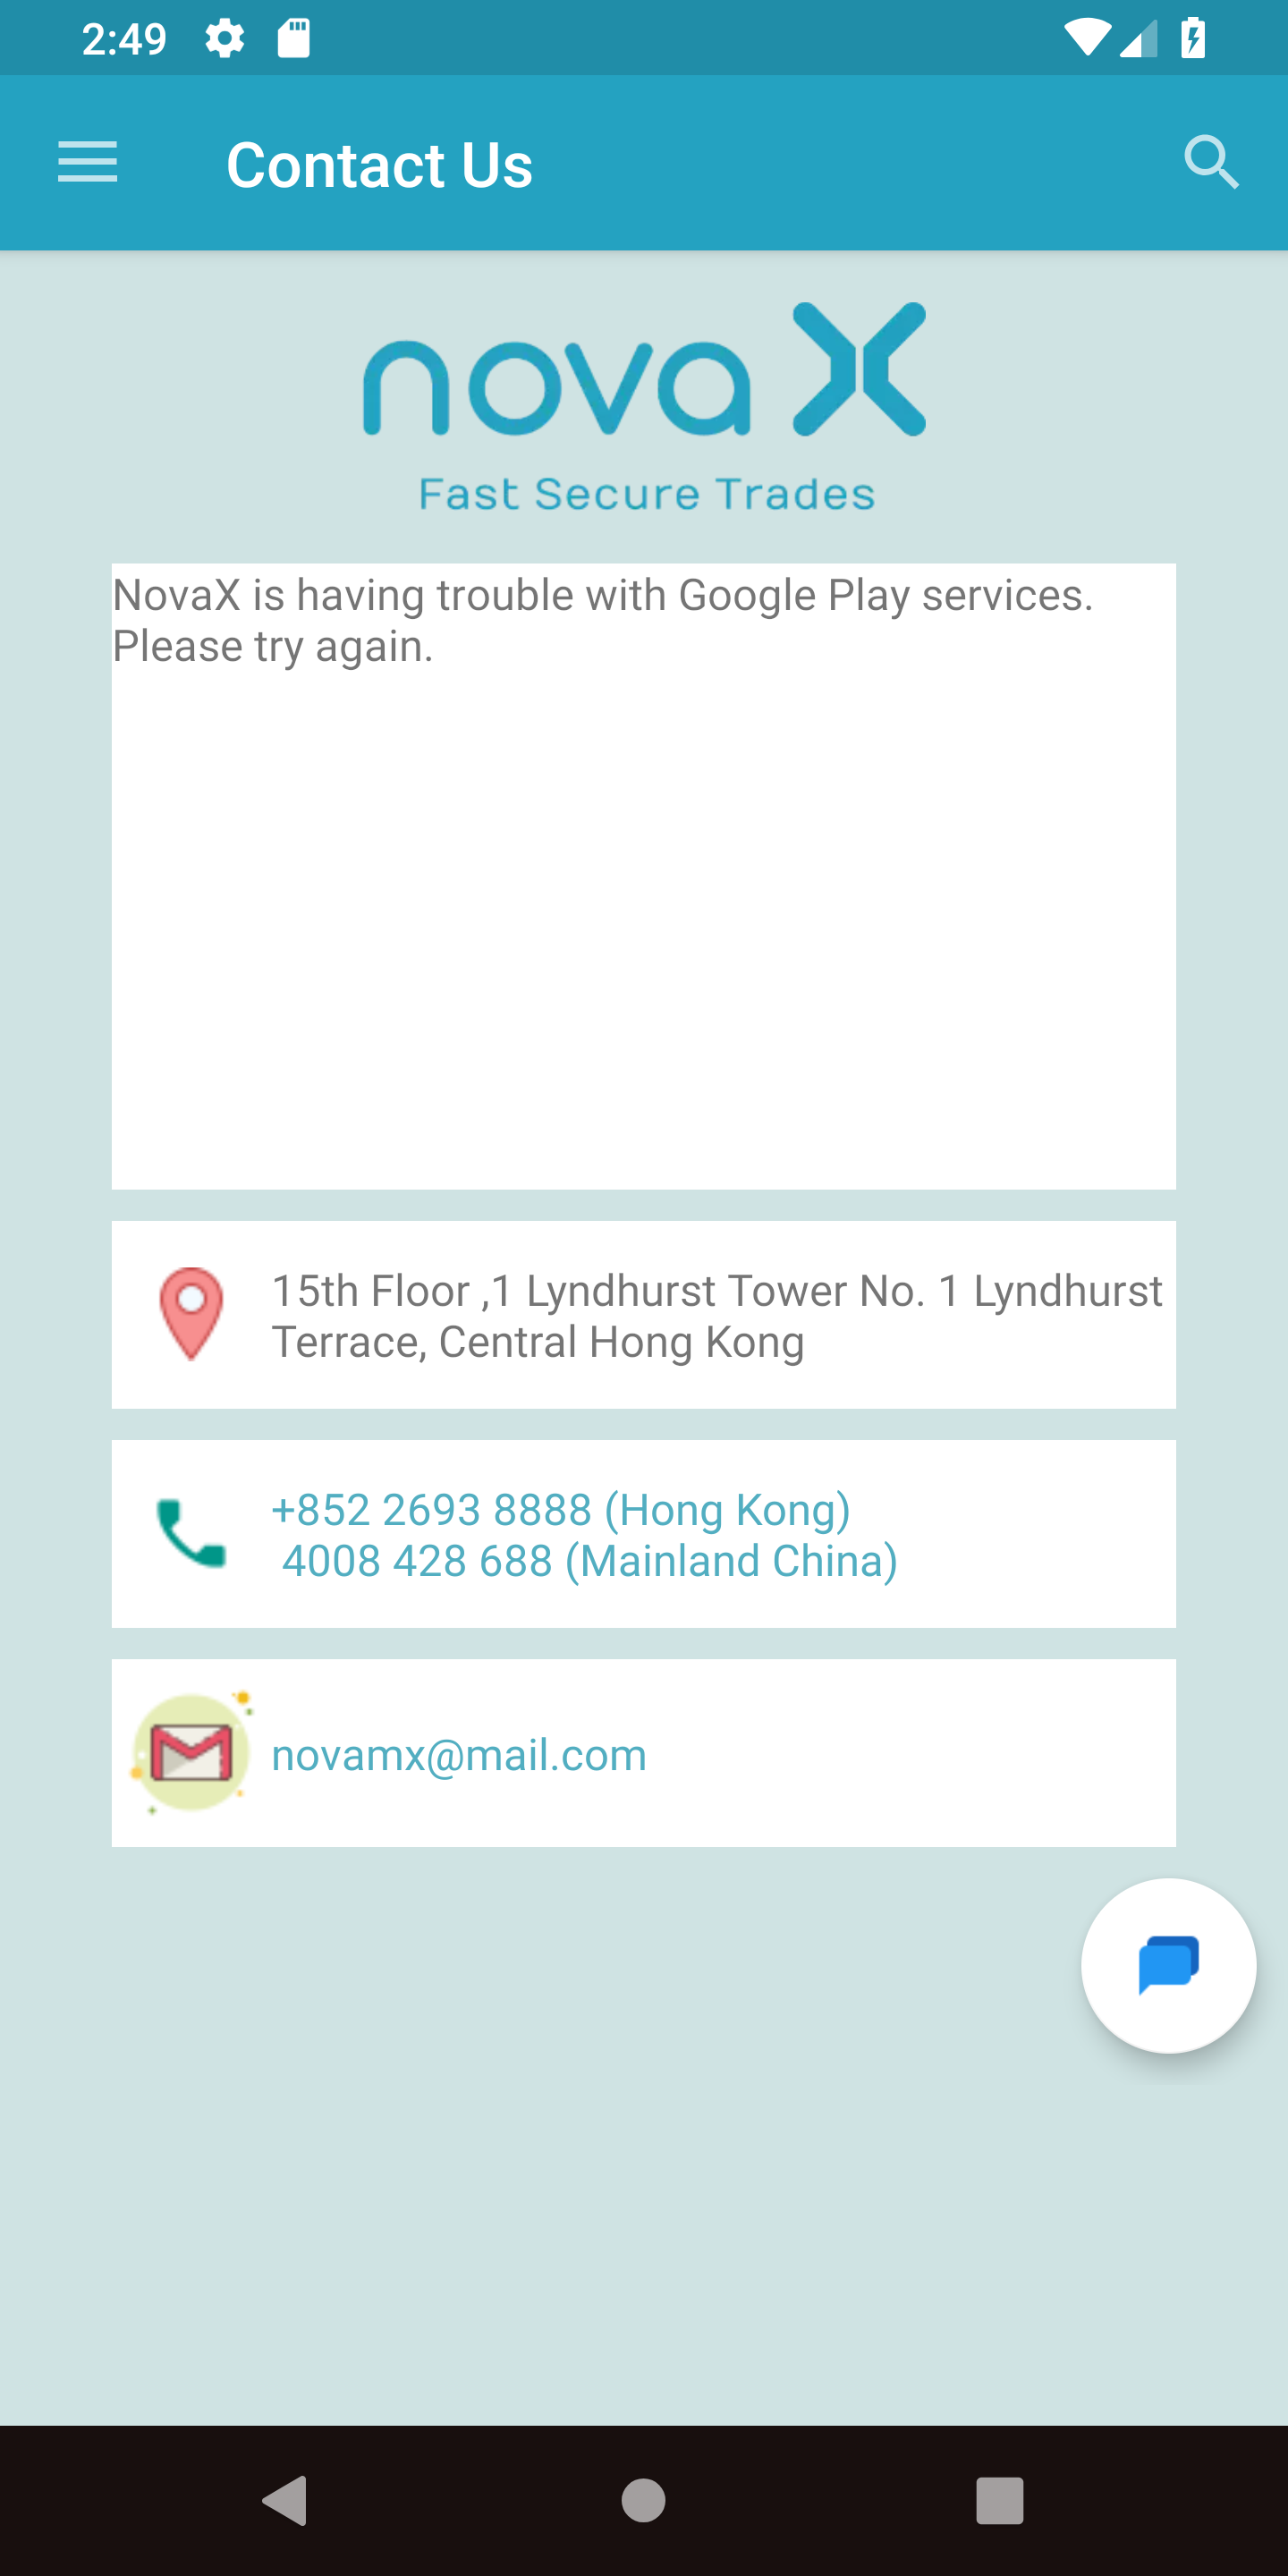 2:49
Contact Us
nova X
Fast Secure Trades
NovaX is having trouble with Google Play services.
Please try again.
15th Floor ,1 Lyndhurst Tower No. 1 Lyndhurst
Terrace, Central Hong Kong
+852 2693 8888 (Hong Kong)
4008 428 688 (Mainland China)
novamx@mail.com